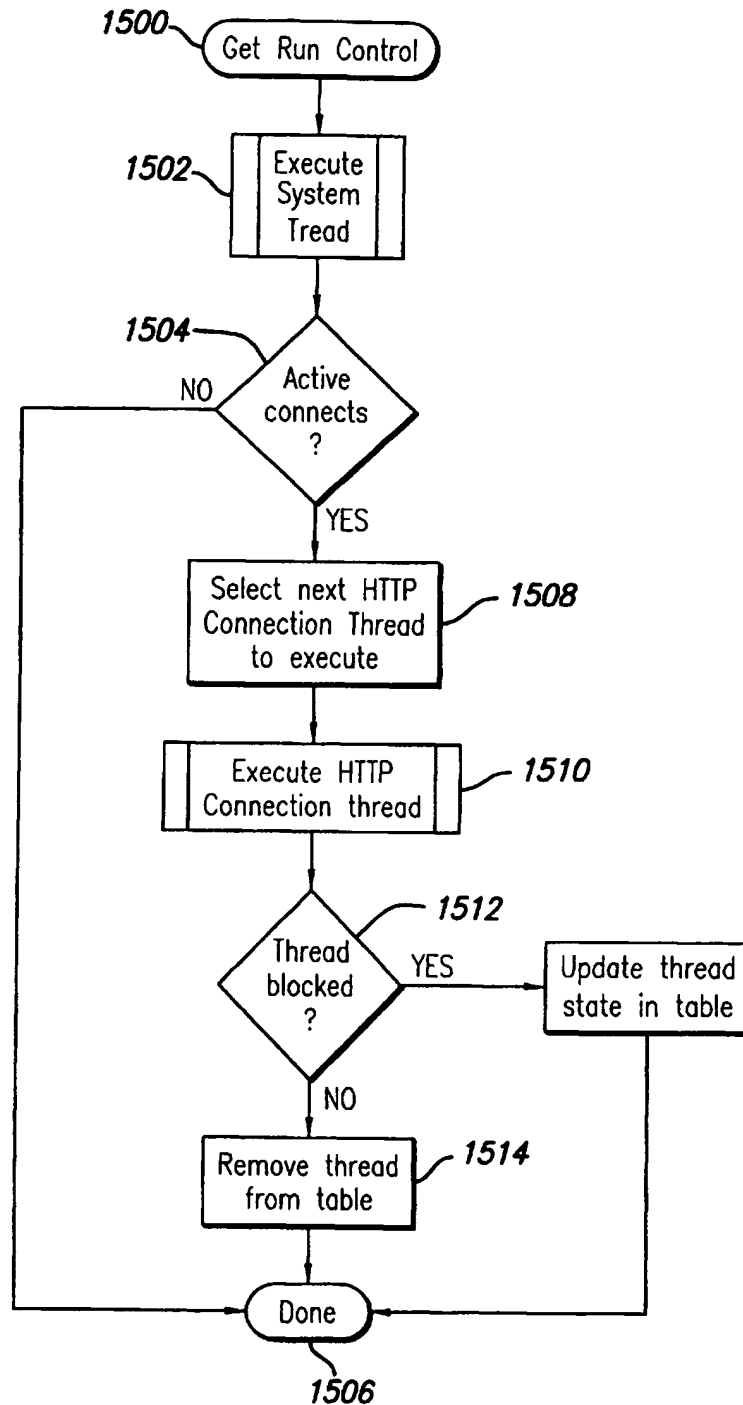 1500
Get Run Control
1502
Execute
System
Tread
1504
NO
Active
connects
?
YES
Select next HTTP
Connection Thread
to execute
1508
Execute HTTP
Connection thread
1510
1512
Thread
blocked
?
YES
Update thread
state in table
NO
Remove thread
from table
1514
Done
1506